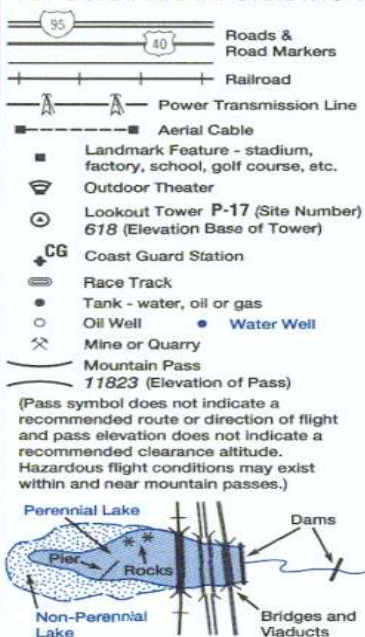 95
40
Roads &
Road Markers
Railroad
Power Transmission Line
Aerial Cable
Landmark Feature - stadium,
factory, school, golf course, etc.
Outdoor Theater
Lookout Tower P-17 (Site Number)
618 (Elevation Base of Tower)
CG Coast Guard Station
Race Track
Tank - water, oil or gas
Oil Well
Water Well
Mine or Quarry
Mountain Pass
11823 (Elevation of Pass)
(Pass symbol does not indicate a
recommended route or direction of flight
and pass elevation does not indicate a
recommended clearance altitude.
Hazardous flight conditions may exist
within and near mountain passes.)
Perennial Lake
Dams
Pier
Rocks
Non-Perennial
Lake
Bridges and
Viaducts